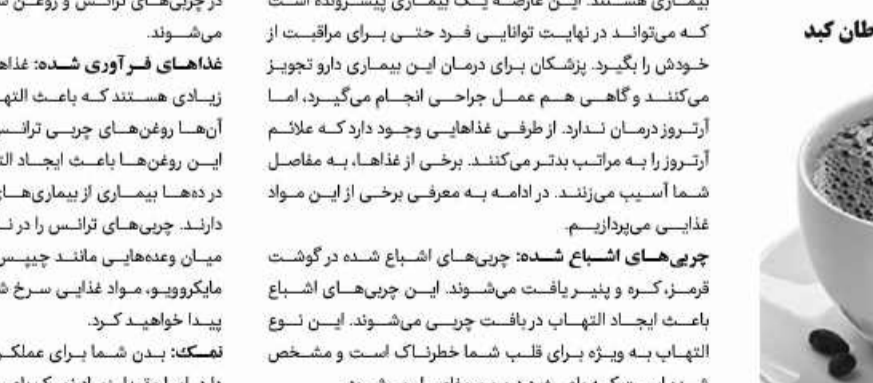 طان کبد
بیماری هستند. این عارضه یک بیماری پیشرونده است
که می‌تواند در نهایت توانایی فرد حتی برای مراقبت از
خودش را بگیرد. پزشکان برای درمان این بیماری دارو تجویز
می‌کنند و گاهی هم عمل جراحی انجام می‌گیرد، اما
آرتروز درمان ندارد. از طرفی غذاهایی وجود دارد که علائم
آرتروز را به مراتب بدتر می‌کنند. برخی از غذاها، به مفاصل
شما آسیب می‌زنند. در ادامه به معرفی برخی از این مواد
غذایی می‌پردازیم.
چربی‌های اشباع شده: چربی‌های اشباع شده در گوشت
قرمز، کره و پنیر یافت می‌شوند. این چربی‌های اشباع
باعث ایجاد التهاب در بافت چربی می‌شوند. این نوع
التهاب به ویژه برای قلب شما خطرناک است و مشخص
در چربی‌های ترانس و روغن
می‌شوند.
غذاهای فرآوری شده: غذاها
زیادی هستند که باعث التها
آن‌ها روغن‌های چربی ترانس
این روغن‌ها باعث ایجاد الت
در ده‌ها بیماری از بیماری‌های
دارند. چربی‌های ترانس را در نـ
میان وعده‌هایی مانند چیپس
مایکروویو، مواد غذایی سرخ ش
پیدا خواهید کرد.
نمک: بدن شما برای عملکر